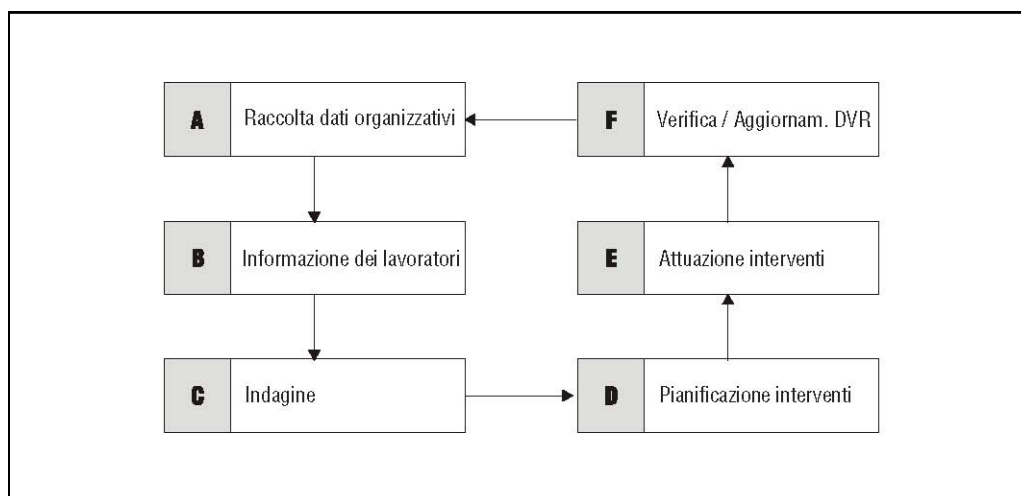 A Raccolta dati organizzativi
F Verifica / Aggiornam. DVR
B Informazione dei lavoratori
E Attuazione interventi
C Indagine
D Pianificazione interventi